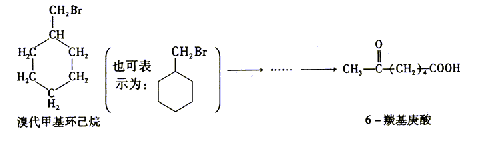 CH₂Br
CH
H₂C CH₂
H₂C CH₂
C
H₂
溴代甲基环己烷
也可表
示为:
CH₂Br
O
CH₃—C—(CH₂)₄COOH
6-羰基庚酸